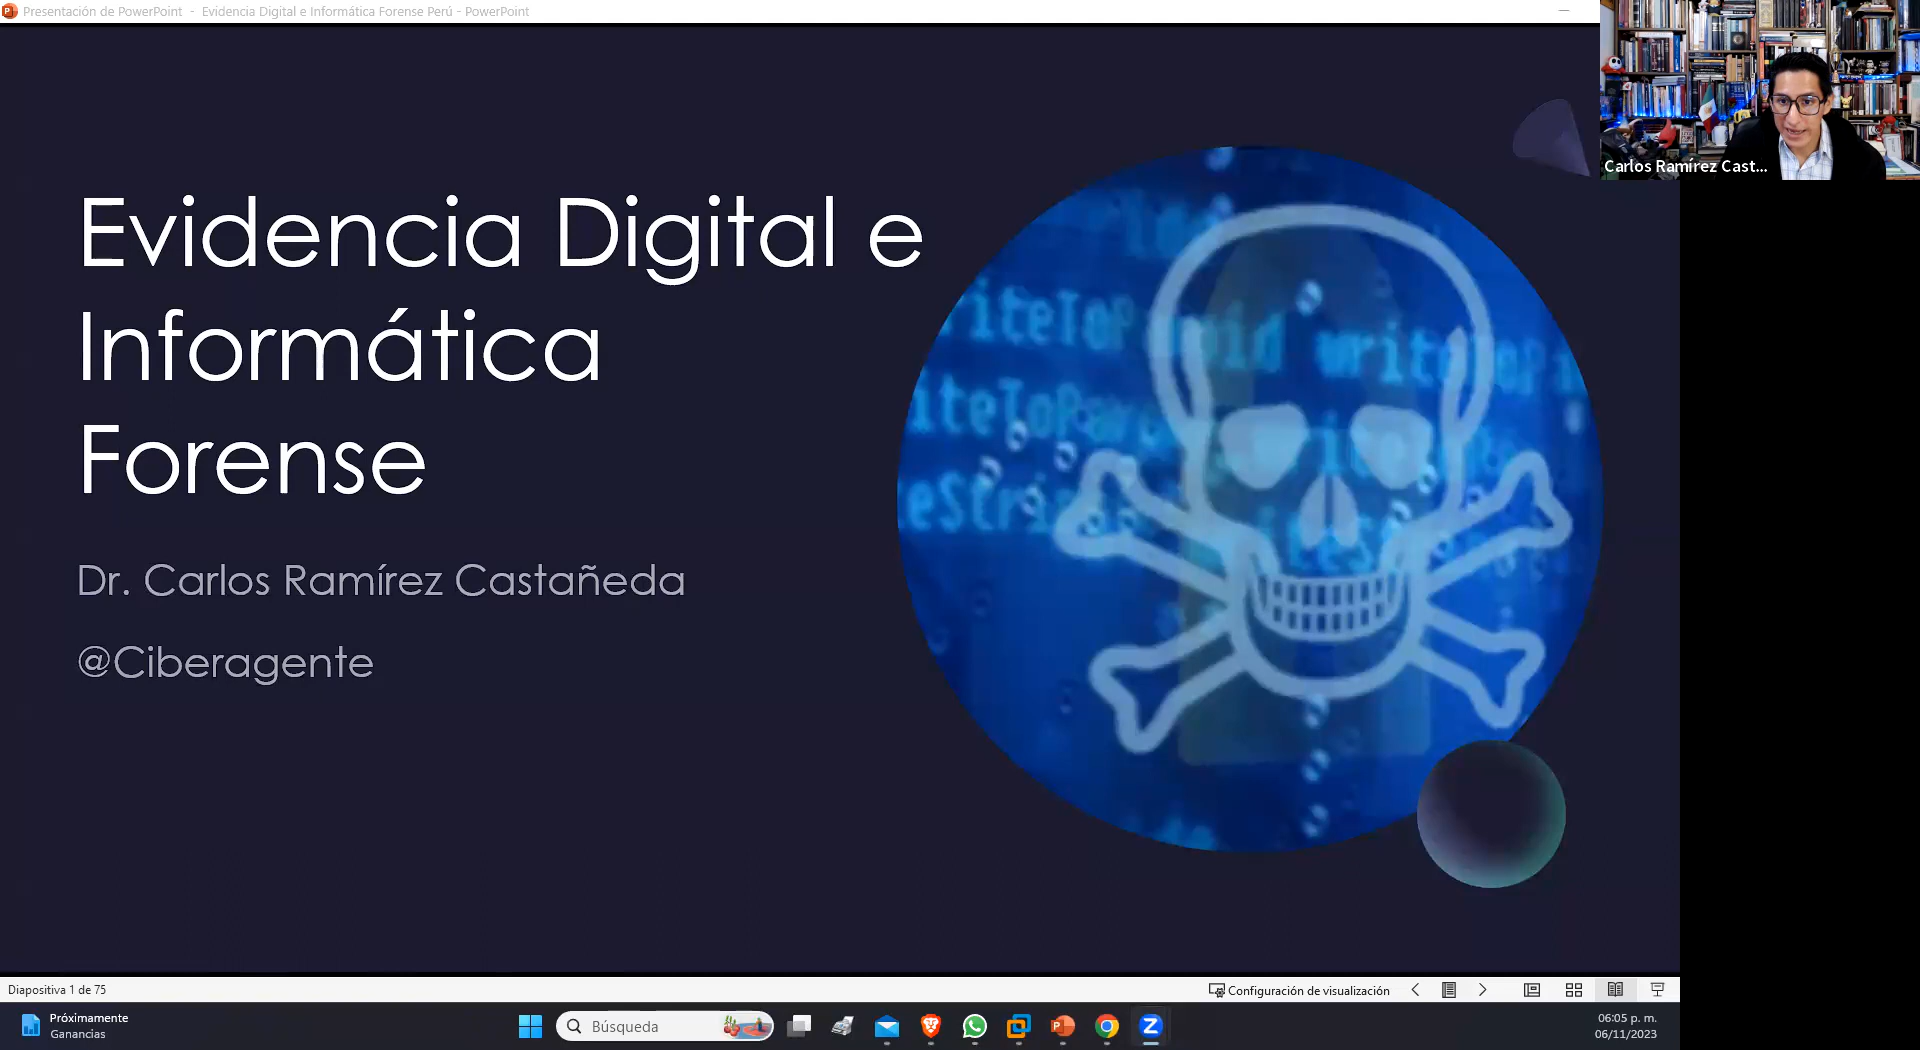 Presentación de PowerPoint - Evidencia Digital e Informática Forense Perú - PowerPoint
Carlos Ramírez Cast...
Evidencia Digital e
Informática
Forense
Dr. Carlos Ramírez Castañeda
@Ciberagente
Diapositiva 1 de 75
Configuración de visualización
Próximamente
Ganancias
Búsqueda
06:05 p. m.
06/11/2023